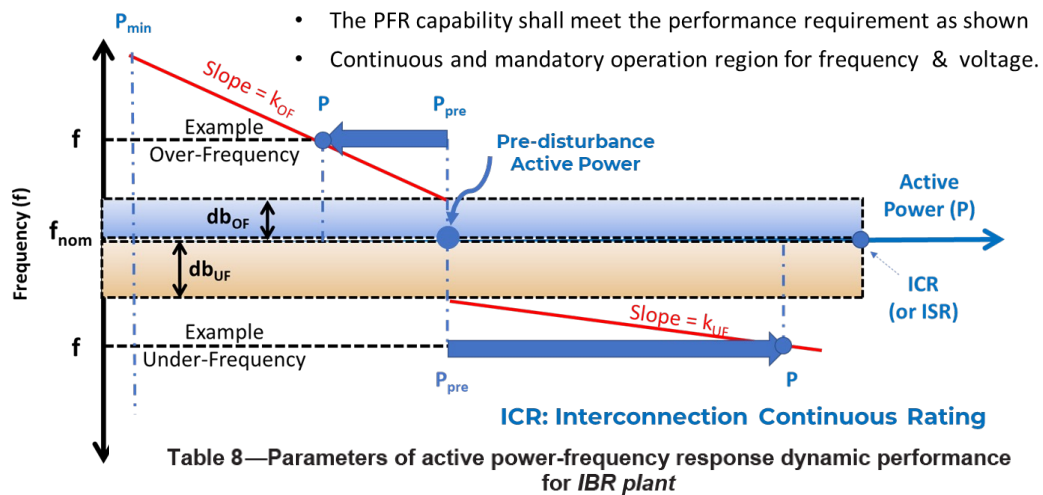 • The PFR capability shall meet the performance requirement as shown
• Continuous and mandatory operation region for frequency & voltage.
Pmin
Slope = kOF
P
Ppre
f
Example
Over-Frequency
Pre-disturbance
Active Power
Frequency (f)
dbOF
Active
Power (P)
fnom
dbUF
ICR
(or ISR)
Slope = kUF
f
Example
Under-Frequency
Ppre
P
ICR: Interconnection Continuous Rating
Table 8—Parameters of active power-frequency response dynamic performance
for IBR plant